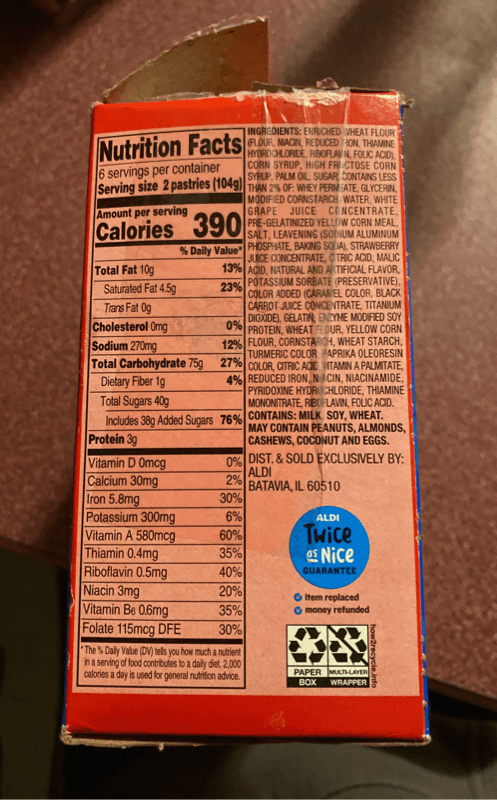 Nutrition Facts
6 servings per container
Serving size 2 pastries (104g)
Amount per serving
Calories 390
% Daily Value*
Total Fat 10g 13%
Saturated Fat 4.5g 23%
Trans Fat 0g
Cholesterol 0mg 0%
Sodium 270mg 12%
Total Carbohydrate 75g 27%
Dietary Fiber 1g 4%
Total Sugars 40g
Includes 38g Added Sugars 76%
Protein 3g
Vitamin D 0mcg 0%
Calcium 30mg 2%
Iron 5.8mg 30%
Potassium 300mg 6%
Vitamin A 580mcg 60%
Thiamin 0.4mg 35%
Riboflavin 0.5mg 40%
Niacin 3mg 20%
Vitamin B6 0.6mg 35%
Folate 115mcg DFE 30%
*The % Daily Value (DV) tells you how much a nutrient
in a serving of food contributes to a daily diet. 2,000
calories a day is used for general nutrition advice.
INGREDIENTS: ENRICHED WHEAT FLOUR
(FLOUR, NIACIN, REDUCED IRON, THIAMINE
HYDROCHLORIDE, RIBOFLAVIN, FOLIC ACID),
CORN SYRUP, HIGH FRUCTOSE CORN
SYRUP, PALM OIL, SUGAR, CONTAINS LESS
THAN 2% OF: WHEY PERMEATE, GLYCERIN,
MODIFIED CORNSTARCH, WATER, WHITE
GRAPE JUICE CONCENTRATE,
PRE-GELATINIZED YELLOW CORN MEAL,
SALT, LEAVENING (SODIUM ALUMINUM
PHOSPHATE, BAKING SODA), STRAWBERRY
JUICE CONCENTRATE, CITRIC ACID, MALIC
ACID, NATURAL AND ARTIFICIAL FLAVOR,
POTASSIUM SORBATE (PRESERVATIVE),
COLOR ADDED (CARAMEL COLOR, BLACK
CARROT JUICE CONCENTRATE, TITANIUM
DIOXIDE), GELATIN, ENZYME MODIFIED SOY
PROTEIN, WHEAT FLOUR, YELLOW CORN
FLOUR, CORNSTARCH, WHEAT STARCH,
TURMERIC COLOR, PAPRIKA OLEORESIN
COLOR, CITRIC ACID, VITAMIN A PALMITATE,
REDUCED IRON, NIACIN, NIACINAMIDE,
PYRIDOXINE HYDROCHLORIDE, THIAMINE
MONONITRATE, RIBOFLAVIN, FOLIC ACID.
CONTAINS: MILK, SOY, WHEAT.
MAY CONTAIN PEANUTS, ALMONDS,
CASHEWS, COCONUT AND EGGS.
DIST. & SOLD EXCLUSIVELY BY:
ALDI
BATAVIA, IL 60510
ALDI
Twice
as Nice
GUARANTEE
Item replaced
money refunded
PAPER BOX
MULTI-LAYER WRAPPER
how2recycle.info